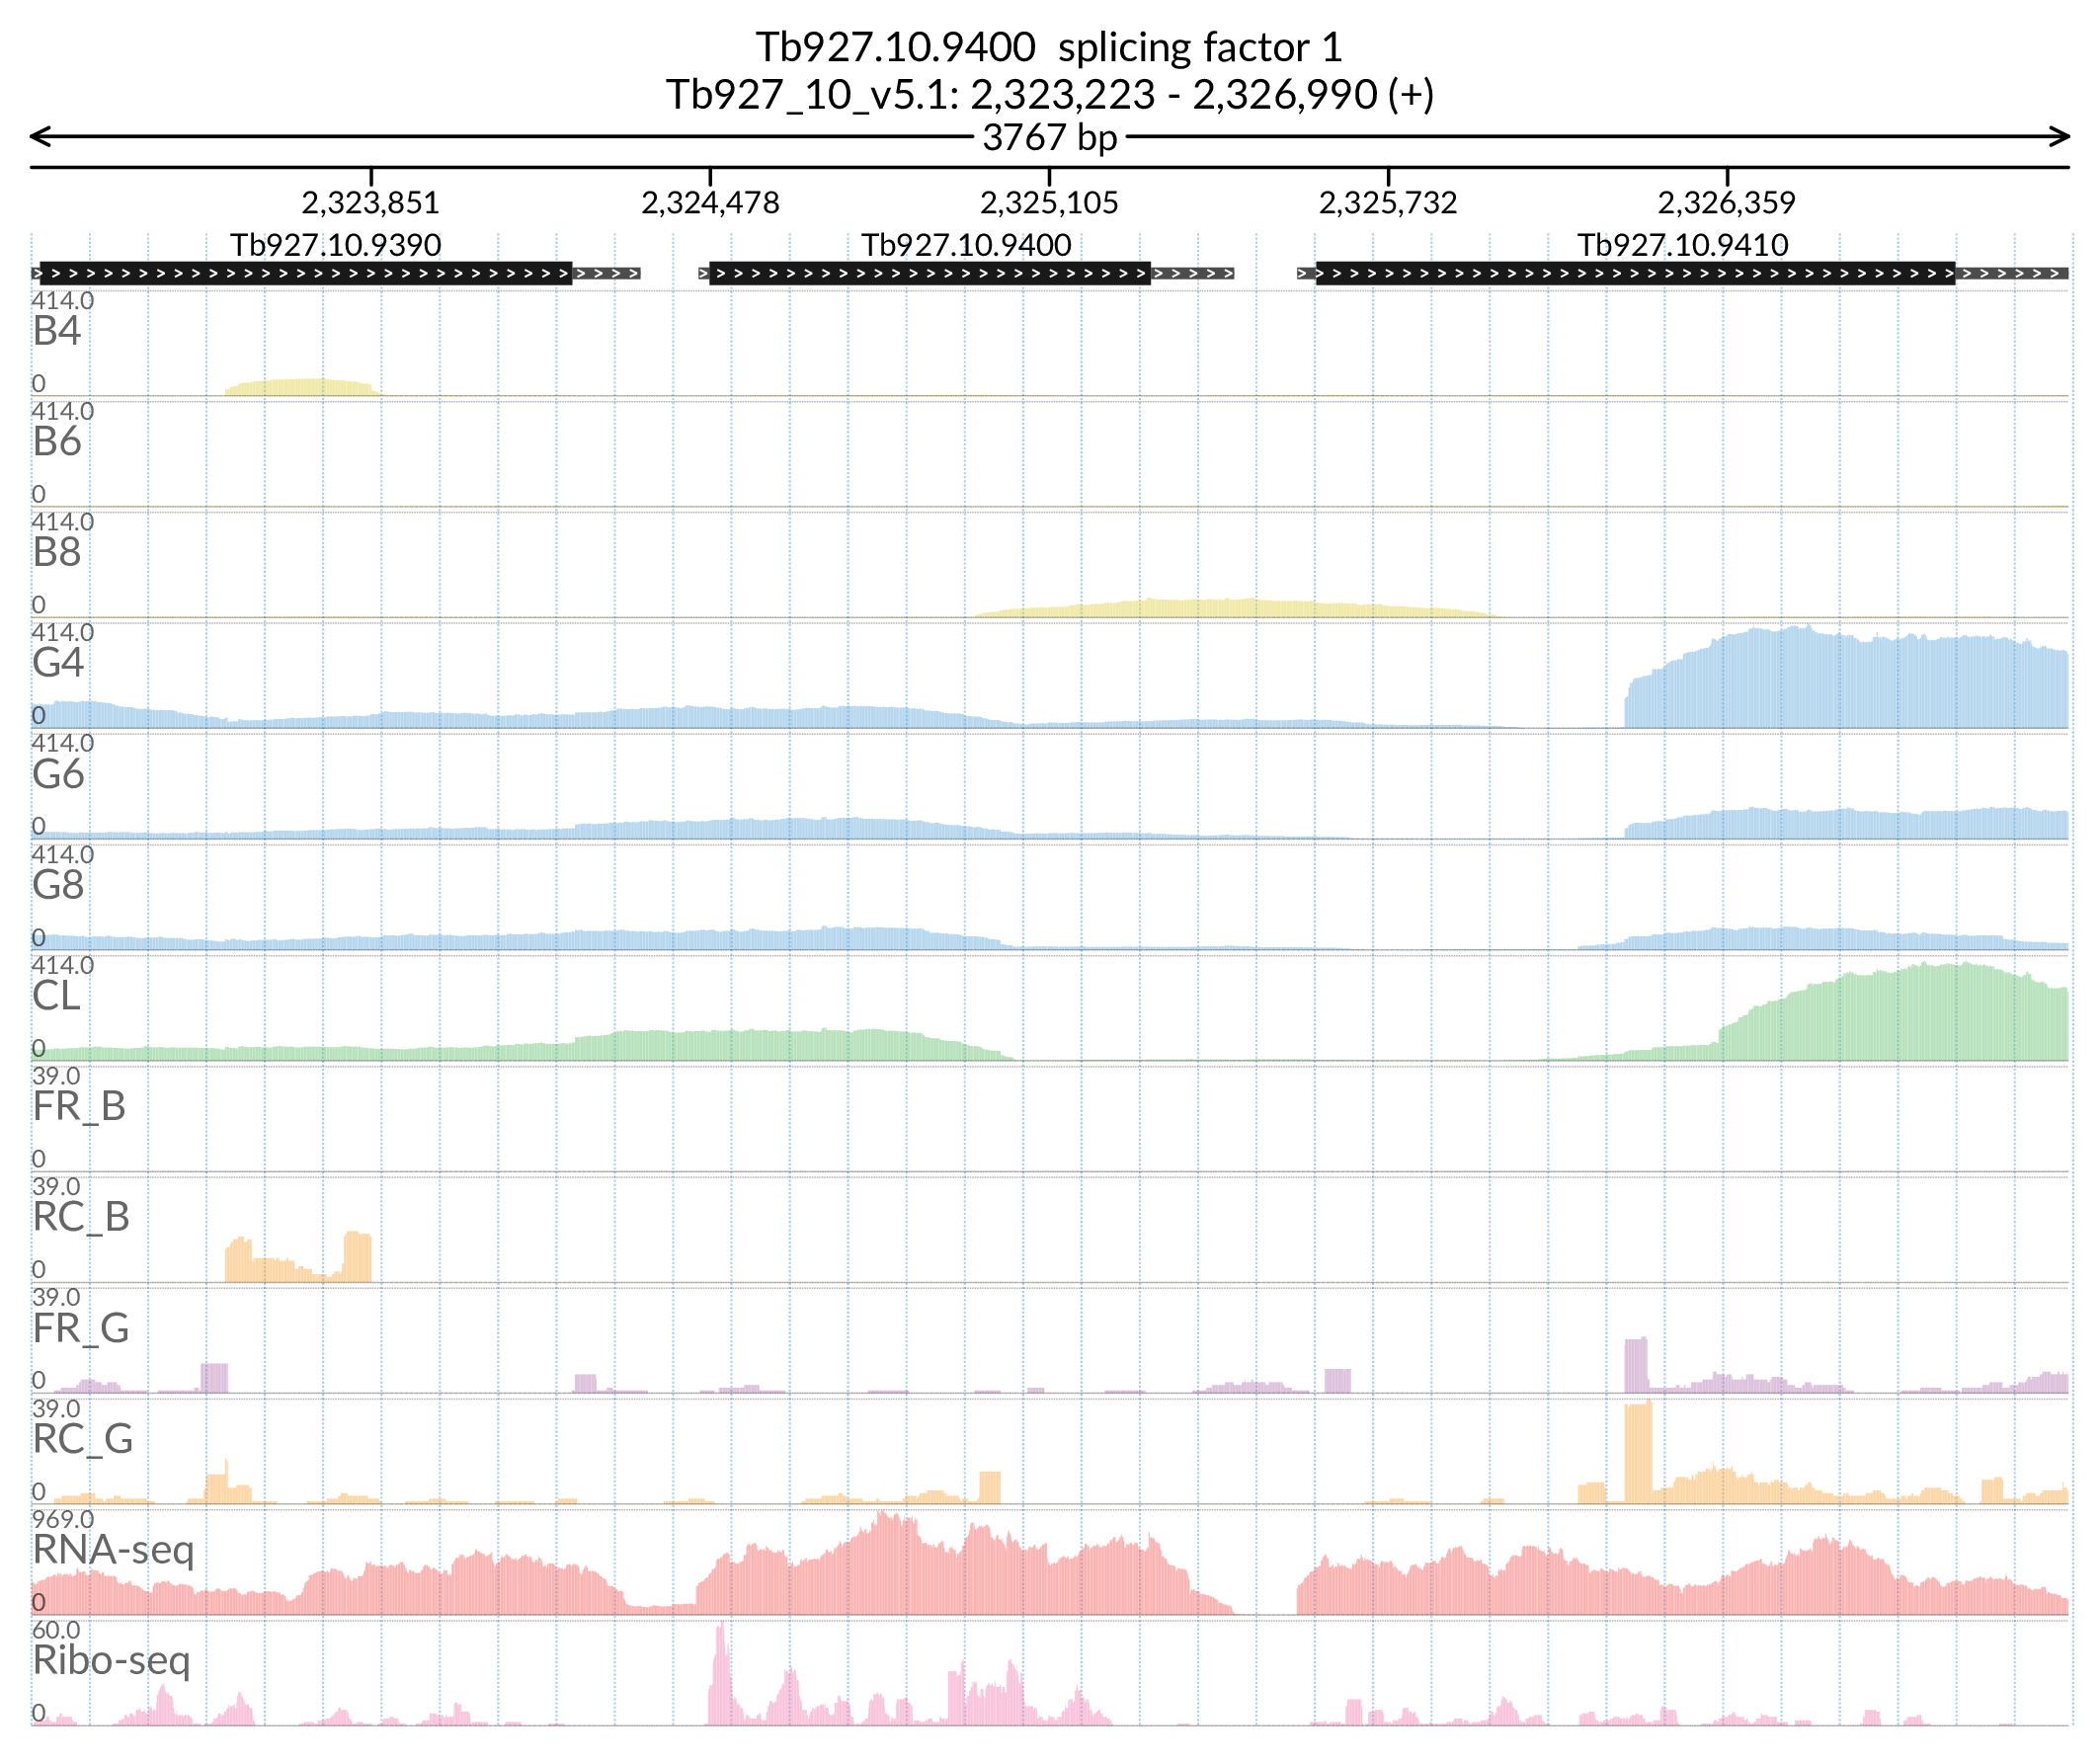 Tb927.10.9400 splicing factor 1
Tb927_10_v5.1: 2,323,223 - 2,326,990 (+)
3767 bp
2,323,851 2,324,478 2,325,105 2,325,732 2,326,359
Tb927.10.9390 Tb927.10.9400 Tb927.10.9410
414.0
B4
0
414.0
B6
0
414.0
B8
0
414.0
G4
0
414.0
G6
0
414.0
G8
0
414.0
CL
0
39.0
FR_B
0
39.0
RC_B
0
39.0
FR_G
0
39.0
RC_G
0
969.0
RNA-seq
0
60.0
Ribo-seq
0